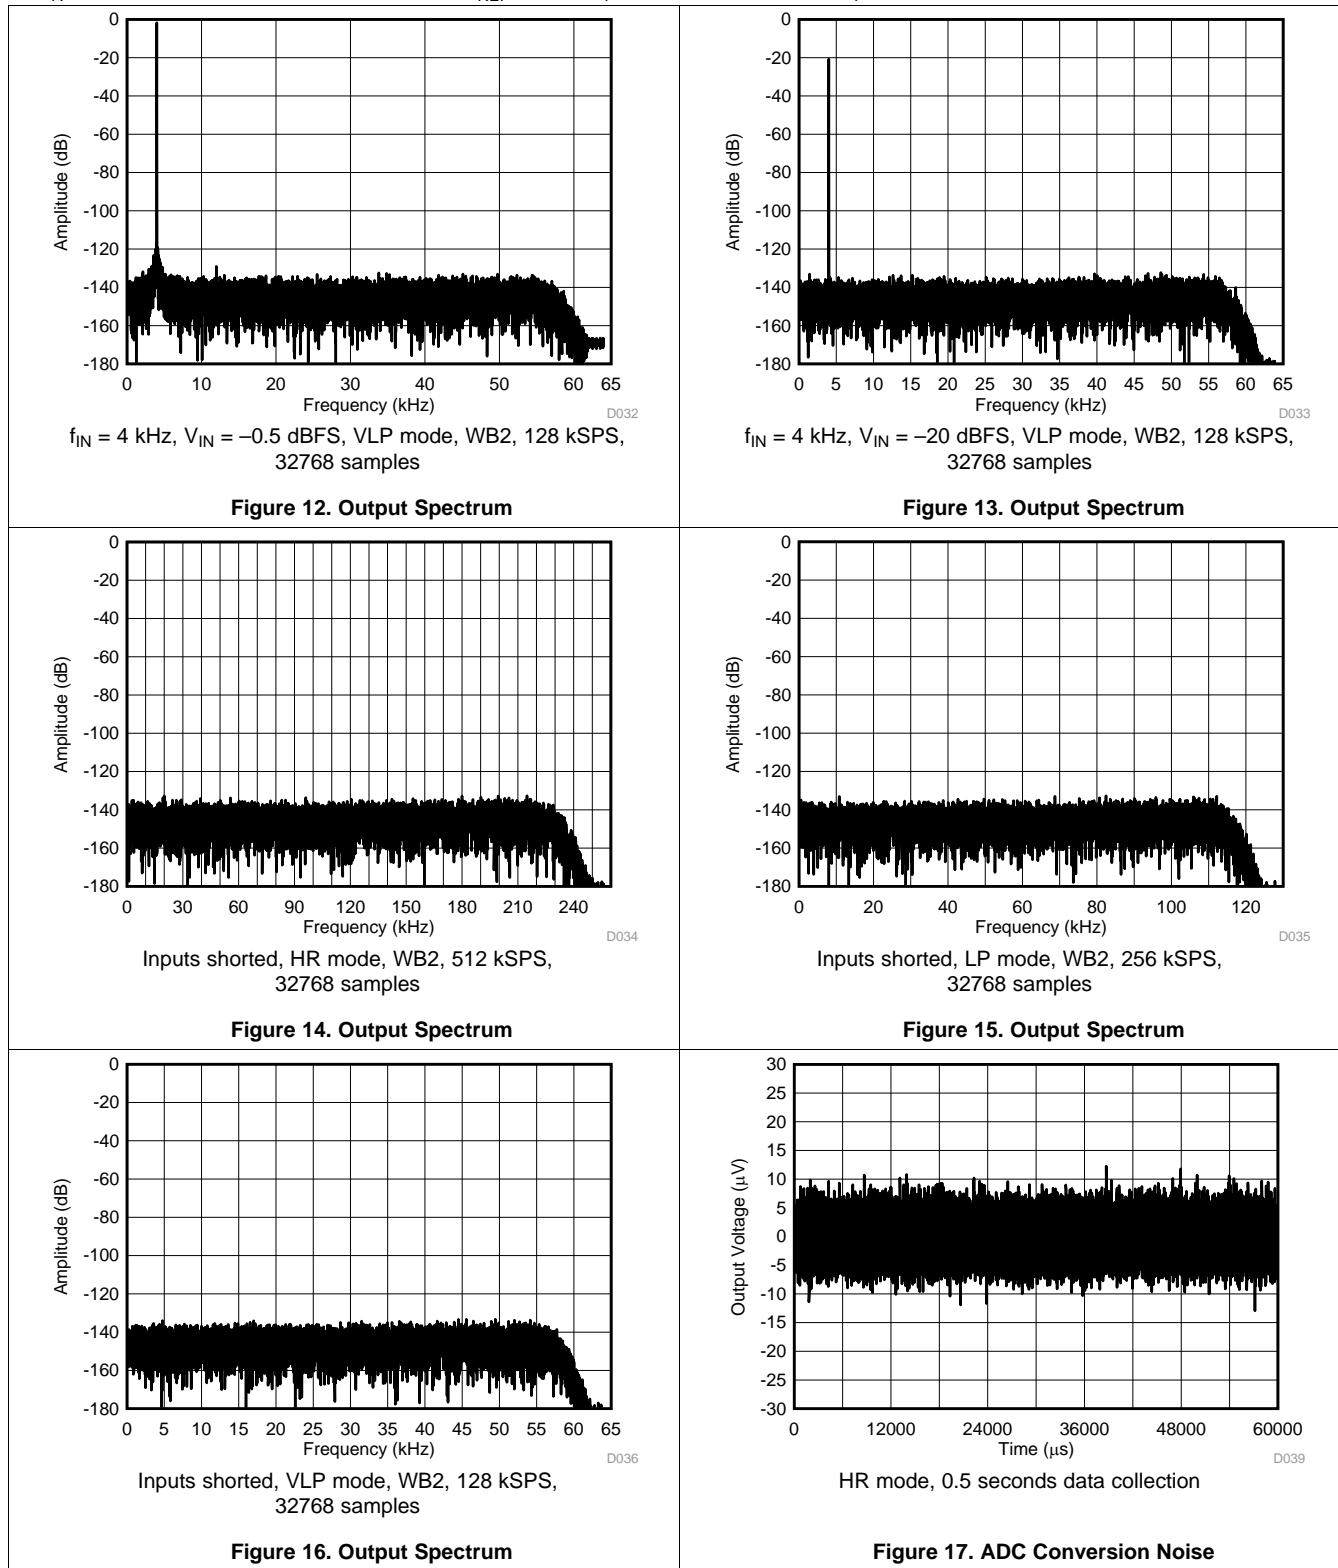 0
-20
-40
-60
-80
-100
-120
-140
-160
-180
Amplitude (dB)
0 10 20 30 40 50 60 65
Frequency (kHz)
D032
fIN = 4 kHz, VIN = –0.5 dBFS, VLP mode, WB2, 128 kSPS,
32768 samples
Figure 12. Output Spectrum
0
-20
-40
-60
-80
-100
-120
-140
-160
-180
Amplitude (dB)
0 5 10 15 20 25 30 35 40 45 50 55 60 65
Frequency (kHz)
D033
fIN = 4 kHz, VIN = –20 dBFS, VLP mode, WB2, 128 kSPS,
32768 samples
Figure 13. Output Spectrum
0
-20
-40
-60
-80
-100
-120
-140
-160
-180
Amplitude (dB)
0 30 60 90 120 150 180 210 240
Frequency (kHz)
D034
Inputs shorted, HR mode, WB2, 512 kSPS,
32768 samples
Figure 14. Output Spectrum
0
-20
-40
-60
-80
-100
-120
-140
-160
-180
Amplitude (dB)
0 20 40 60 80 100 120
Frequency (kHz)
D035
Inputs shorted, LP mode, WB2, 256 kSPS,
32768 samples
Figure 15. Output Spectrum
0
-20
-40
-60
-80
-100
-120
-140
-160
-180
Amplitude (dB)
0 5 10 15 20 25 30 35 40 45 50 55 60 65
Frequency (kHz)
D036
Inputs shorted, VLP mode, WB2, 128 kSPS,
32768 samples
Figure 16. Output Spectrum
30
25
20
15
10
5
0
-5
-10
-15
-20
-25
-30
Output Voltage (μV)
0 12000 24000 36000 48000 60000
Time (μs)
D039
HR mode, 0.5 seconds data collection
Figure 17. ADC Conversion Noise